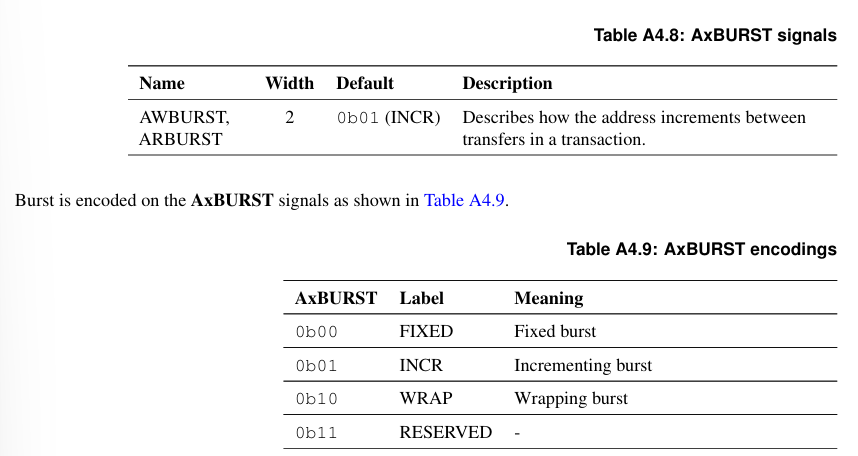 Table A4.8: AxBURST signals
Name Width Default Description
AWBURST, 2 0b01 (INCR) Describes how the address increments between
ARBURST transfers in a transaction.
Burst is encoded on the AxBURST signals as shown in Table A4.9.
Table A4.9: AxBURST encodings
AxBURST Label Meaning
0b00 FIXED Fixed burst
0b01 INCR Incrementing burst
0b10 WRAP Wrapping burst
0b11 RESERVED -